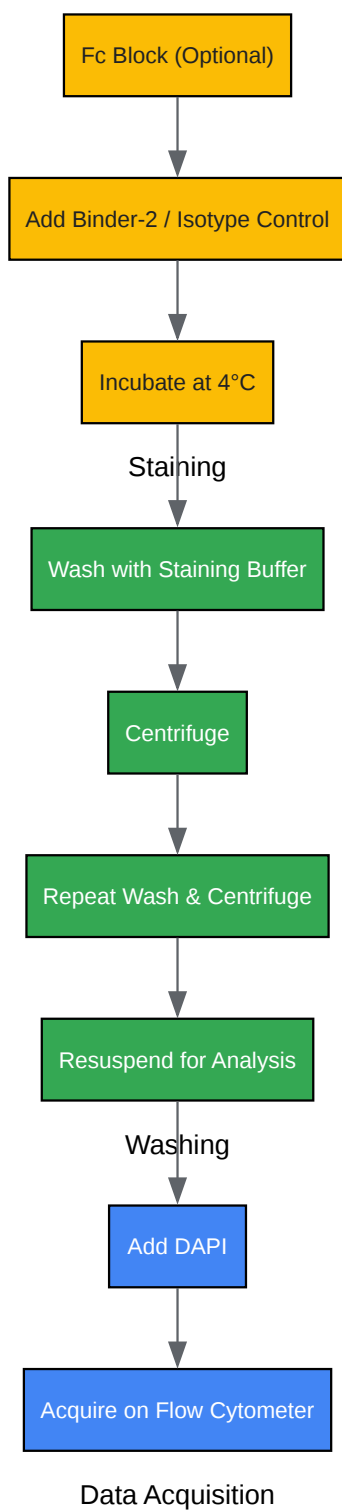 Fc Block (Optional)
Add Binder-2 / Isotype Control
Incubate at 4°C
Staining
Wash with Staining Buffer
Centrifuge
Repeat Wash & Centrifuge
Resuspend for Analysis
Washing
Add DAPI
Acquire on Flow Cytometer
Data Acquisition